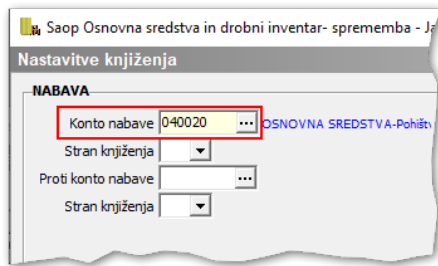 Saop Osnovna sredstva in drobni inventar- sprememba - Ja
Nastavitve knjiženja
NABAVA
Konto nabave 040020 ... OSNOVNA SREDSTVA-Pohištv
Stran knjiženja
Proti konto nabave ...
Stran knjiženja